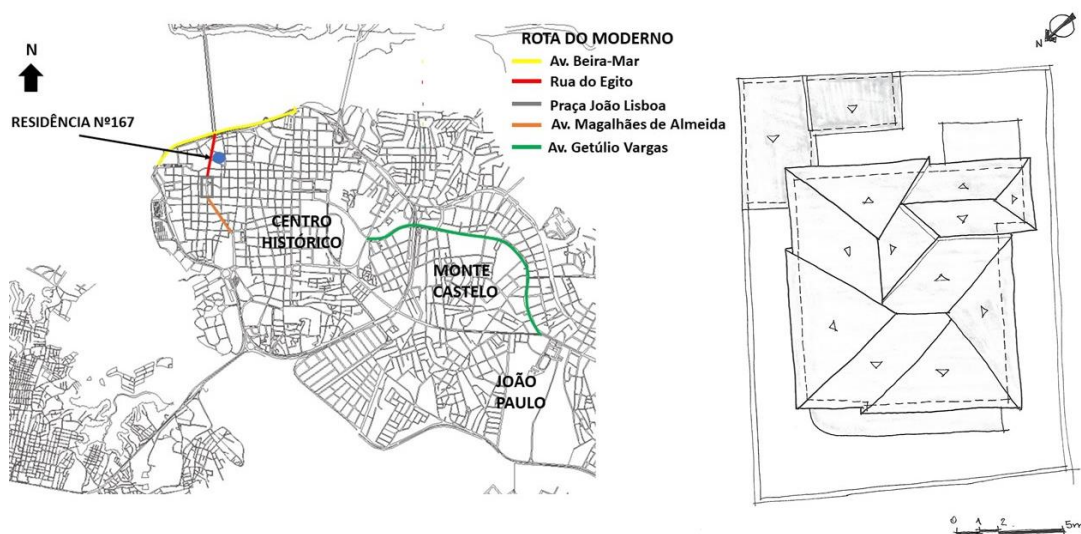 N
RESIDÊNCIA Nº167
ROTA DO MODERNO
Av. Beira-Mar
Rua do Egito
Praça João Lisboa
Av. Magalhães de Almeida
Av. Getúlio Vargas
CENTRO
HISTÓRICO
MONTE
CASTELO
JOÃO
PAULO
N
0 1 2 5m